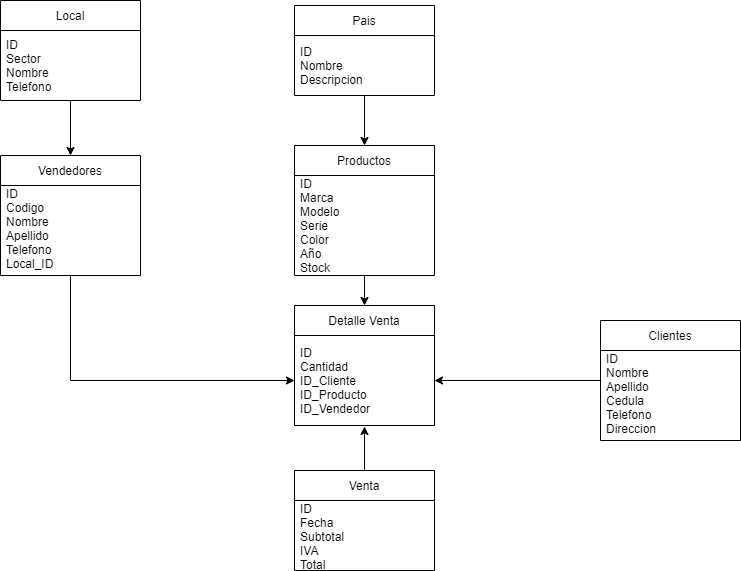 Local
ID
Sector
Nombre
Telefono
Pais
ID
Nombre
Descripcion
Vendedores
ID
Codigo
Nombre
Apellido
Telefono
Local_ID
Productos
ID
Marca
Modelo
Serie
Color
Año
Stock
Detalle Venta
ID
Cantidad
ID_Cliente
ID_Producto
ID_Vendedor
Clientes
ID
Nombre
Apellido
Cedula
Telefono
Direccion
Venta
ID
Fecha
Subtotal
IVA
Total